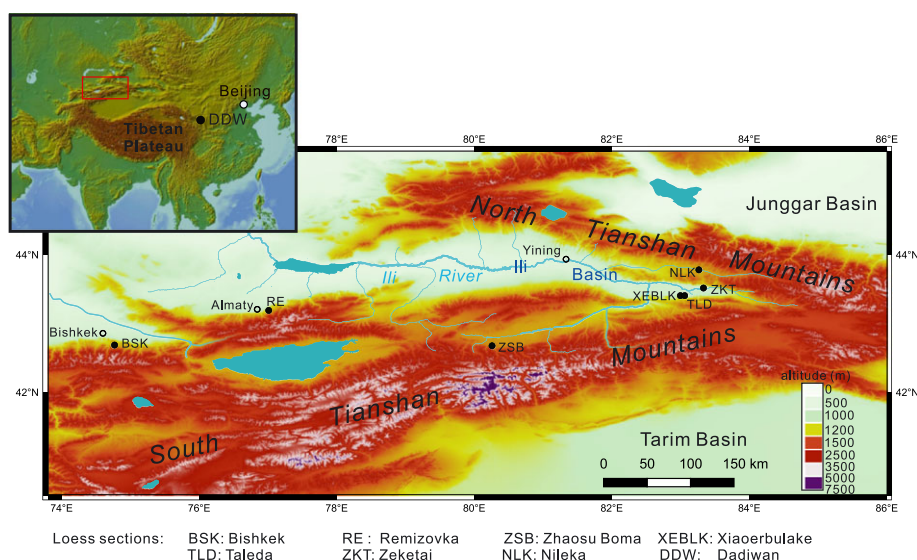 Beijing
DDW
Tibetan
Plateau
78°E
80°E
82°E
84°E
86°E
North Tianshan Mountains
Junggar Basin
44°N
44°N
Yining
Ili River
Ili Basin
NLK
ZKT
XEBLK
TLD
Almaty
RE
Bishkek
BSK
ZSB
42°N
42°N
South Tianshan Mountains
altitude (m)
0
500
1000
1200
1500
2500
3500
5000
7500
Tarim Basin
0 50 100 150 km
74°E
76°E
78°E
80°E
82°E
84°E
86°E
Loess sections: BSK: Bishkek RE : Remizovka ZSB: Zhaosu Boma XEBLK: Xiaoerbulake
TLD: Taleda ZKT: Zeketai NLK: Nileka DDW: Dadiwan